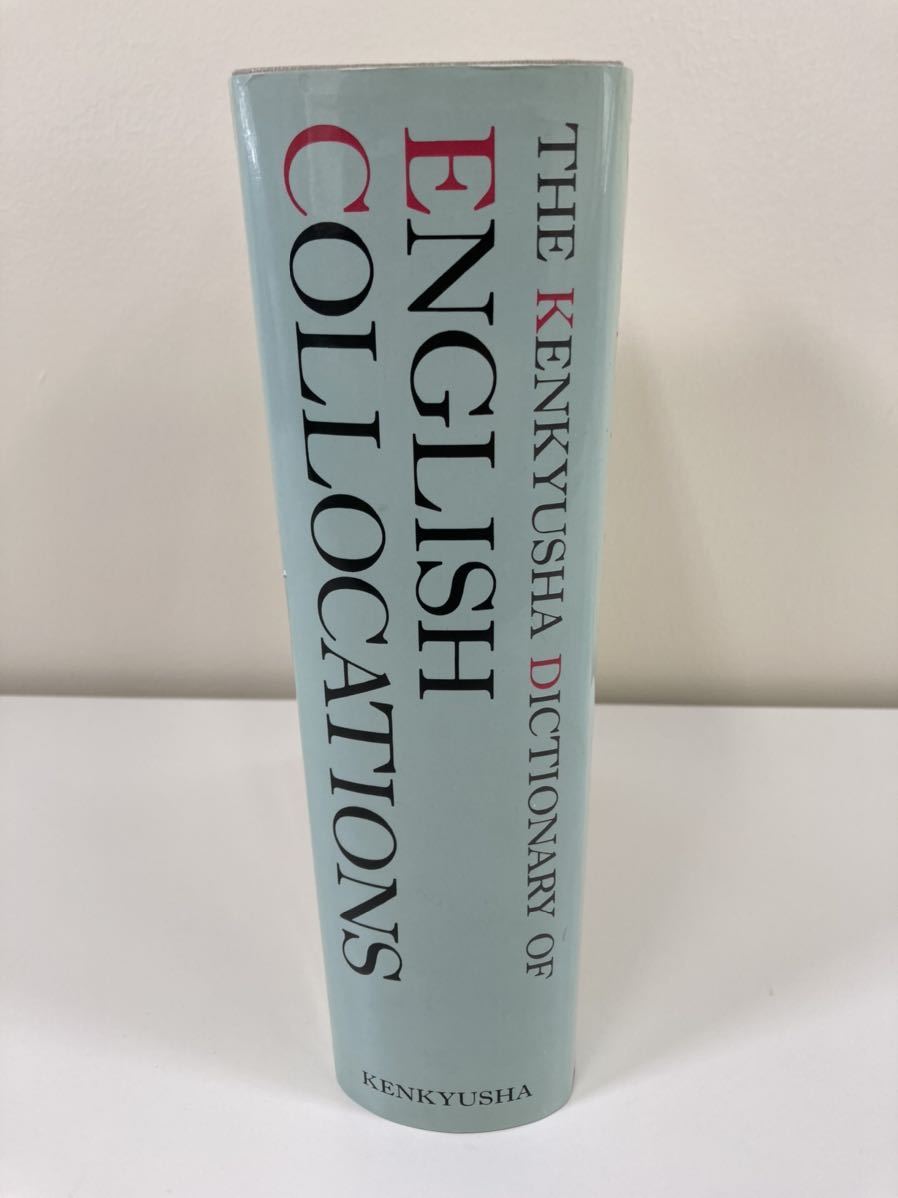 THE KENKYUSHA DICTIONARY OF
ENGLISH
COLLOCATIONS
KENKYUSHA